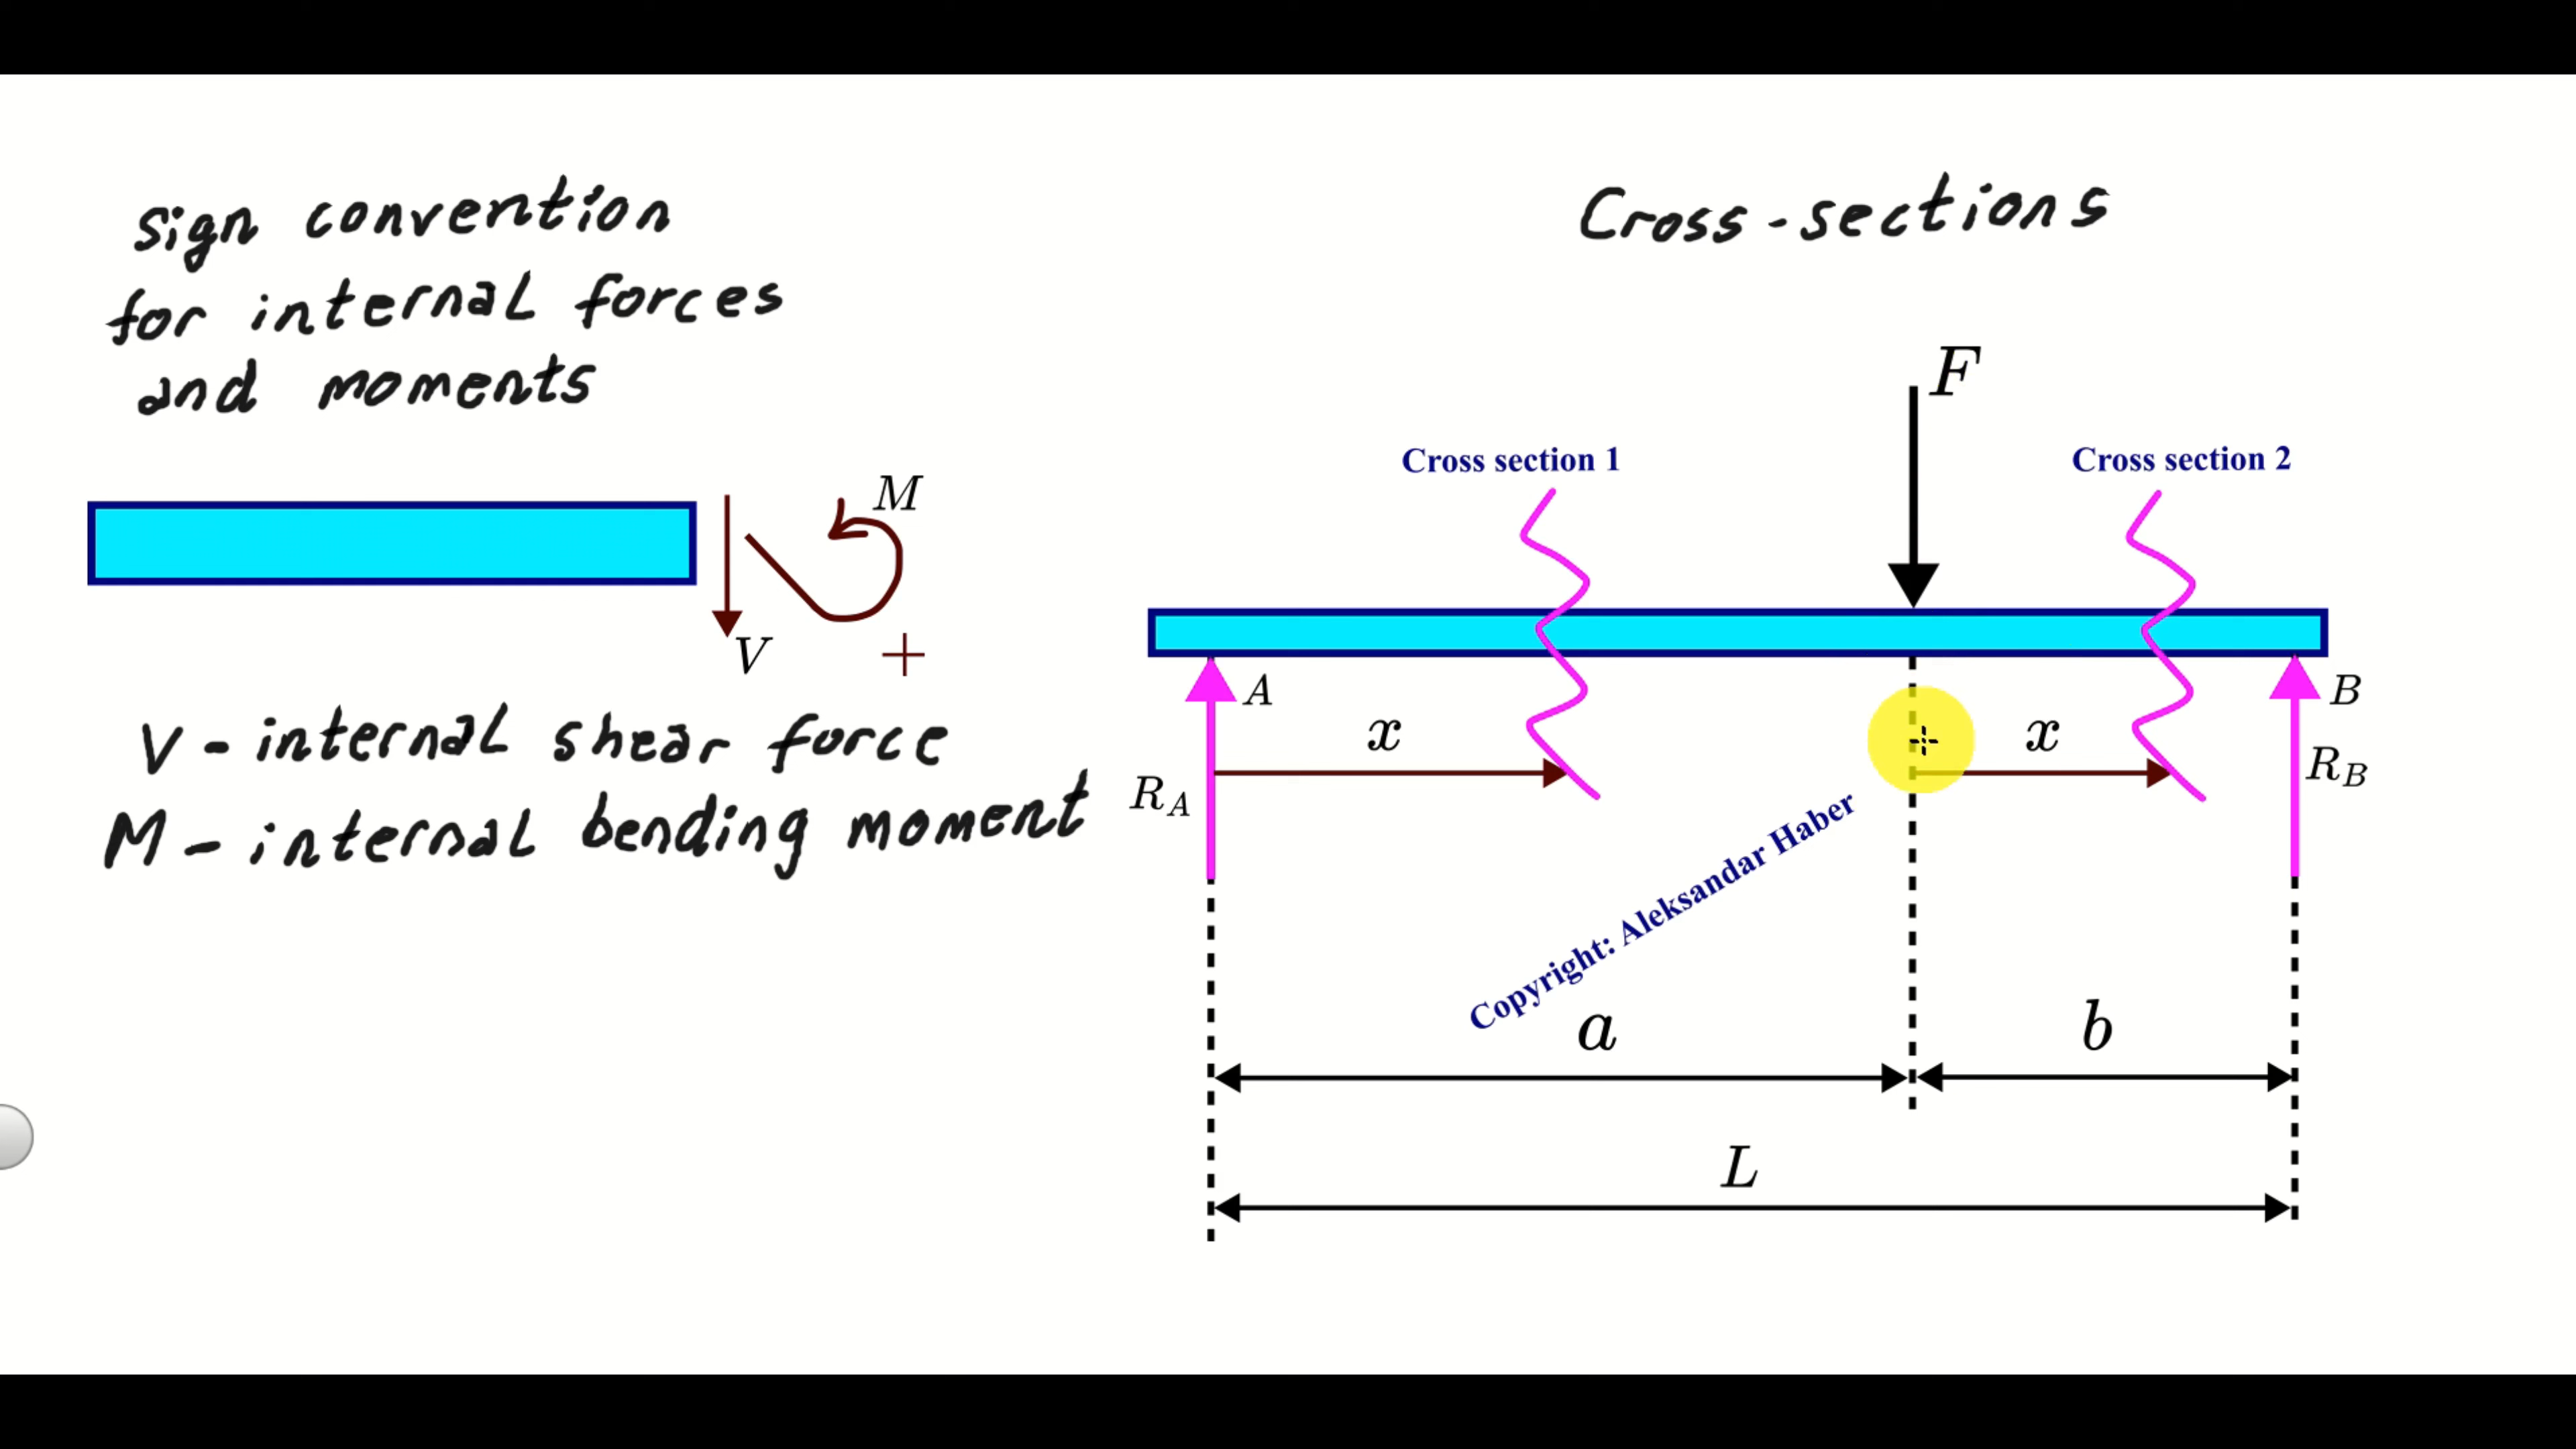 sign convention
for internal forces
and moments
M
V
+
V - internal shear force
M - internal bending moment
Cross-sections
F
Cross section 1
Cross section 2
A
B
x
x
R_A
R_B
Copyright: Aleksandar Haber
a
b
L